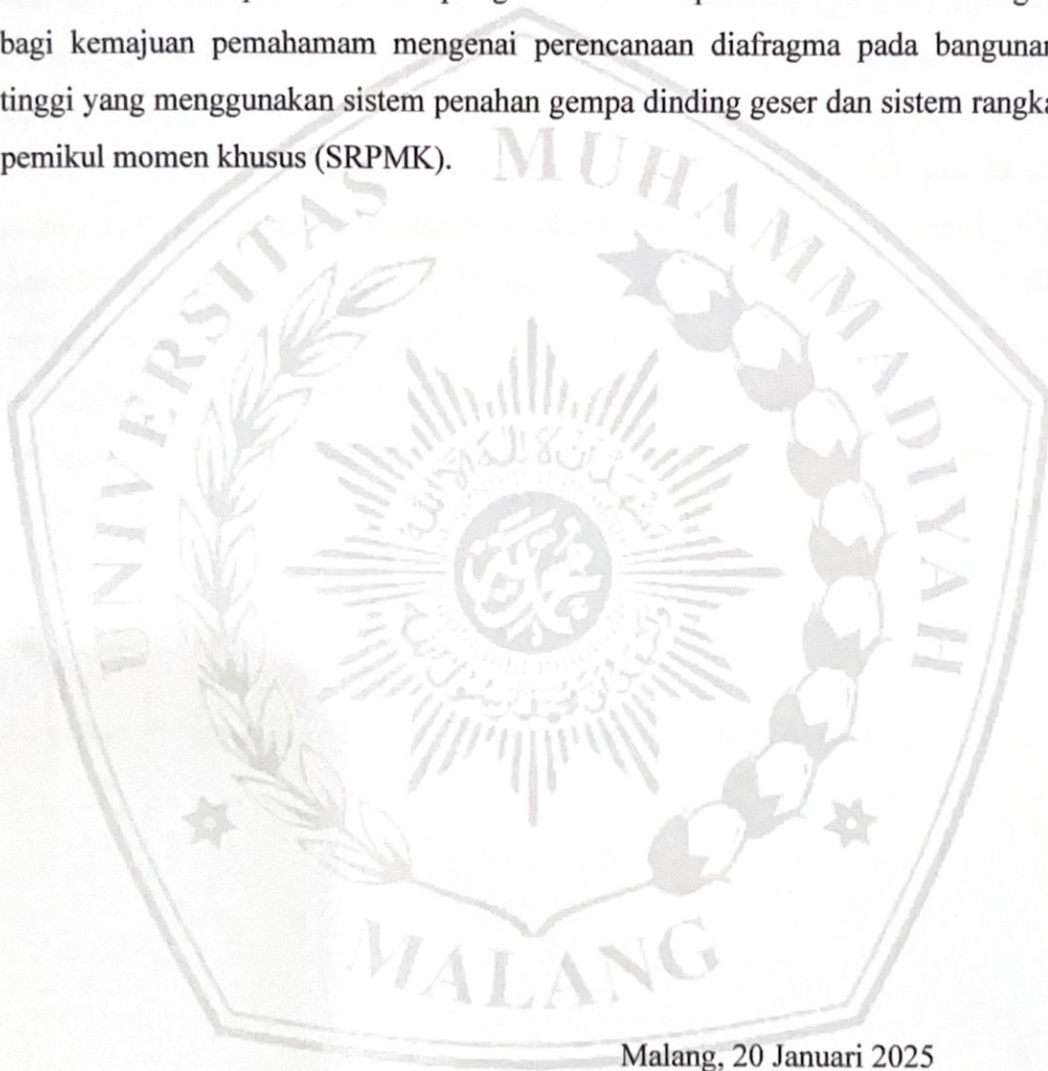 bagi kemajuan pemahamam mengenai perencanaan diafragma pada bangunan
tinggi yang menggunakan sistem penahan gempa dinding geser dan sistem rangka
pemikul momen khusus (SRPMK).
UNIVERSITAS MUHAMMADIYAH
MALANG
Malang, 20 Januari 2025